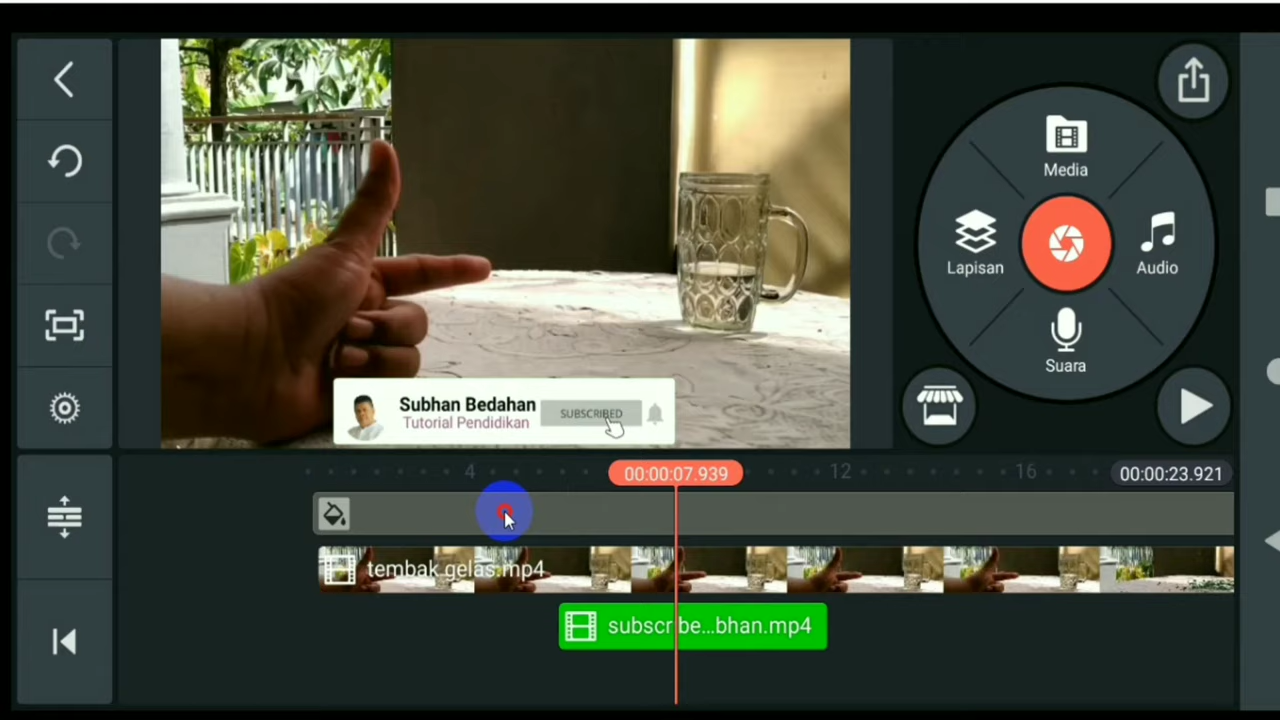 Media
Lapisan
Audio
Suara
Subhan Bedahan
Tutorial Pendidikan
SUBSCRIBED
4
00:00:07.939
12
16
00:00:23.921
tembak gelas.mp4
subscribe...bhan.mp4